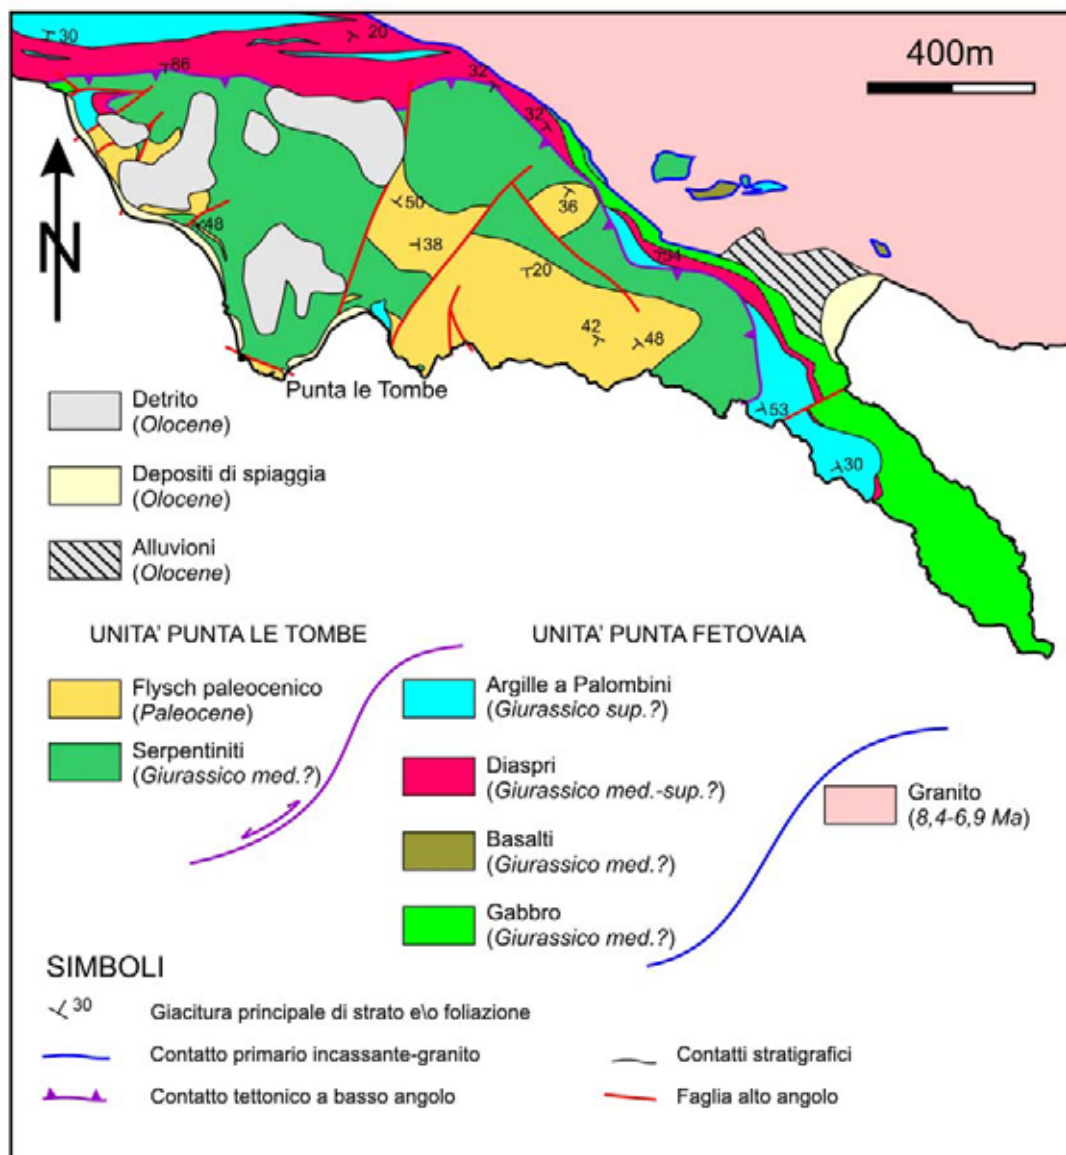 30
20
400m
86
32
32
50
36
48
38
54
N
20
42
48
Punta le Tombe
53
30
Detrito
(Olocene)
Depositi di spiaggia
(Olocene)
Alluvioni
(Olocene)
UNITA' PUNTA LE TOMBE
Flysch paleocenico
(Paleocene)
Serpentiniti
(Giurassico med.?)
UNITA' PUNTA FETOVAIA
Argille a Palombini
(Giurassico sup.?)
Diaspri
(Giurassico med.-sup.?)
Basalti
(Giurassico med.?)
Gabbro
(Giurassico med.?)
Granito
(8,4-6,9 Ma)
SIMBOLI
30
Giacitura principale di strato e\o foliazione
Contatto primario incassante-granito
Contatti stratigrafici
Contatto tettonico a basso angolo
Faglia alto angolo